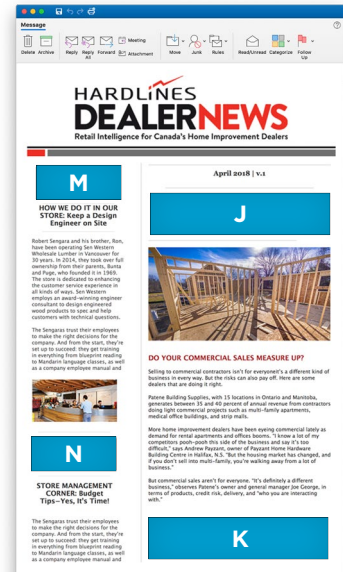 Message
Delete Archive Reply Reply All Forward Meeting Attachment Move Junk Rules Read/Unread Categorize Follow Up
HARDLINES
DEALERNEWS
Retail Intelligence for Canada's Home Improvement Dealers
M
HOW WE DO IT IN OUR
STORE: Keep a Design
Engineer on Site
Robert Sengara and his brother, Ron,
have been operating Sen Western
Wholesale Lumber in Vancouver for
30 years. In 2014, they took over full
ownership from their parents, Bunta
and Puge, who founded it in 1969.
The store is dedicated to enhancing
the customer service experience in
all kinds of ways. Sen Western
employs an award-winning engineer
consultant to design engineered
wood products to spec and help
customers with technical questions.
The Sengaras trust their employees
to make the right decisions for the
company. And from the start, they're
set up to succeed: they get training
in everything from blueprint reading
to Mandarin language classes, as well
as a company employee manual and
N
STORE MANAGEMENT
CORNER: Budget
Tips—Yes, It's Time!
The Sengaras trust their employees
to make the right decisions for the
company. And from the start, they're
set up to succeed: they get training
in everything from blueprint reading
to Mandarin language classes, as well
as a company employee manual and
April 2018 | v.1
J
DO YOUR COMMERCIAL SALES MEASURE UP?
Selling to commercial contractors isn't for everyone–it's a different kind of
business in every way. But the risks can also pay off. Here are some
dealers that are doing it right.
Patene Building Supplies, with 15 locations in Ontario and Manitoba,
generates between 35 and 40 percent of annual revenue from contractors
doing light commercial projects such as multi-family apartments,
medical office buildings, and strip malls.
More home improvement dealers have been eyeing commercial lately as
demand for rental apartments and offices booms. "I know a lot of my
competitors pooh-pooh this side of the business and say it's too
difficult," says Andrew Payzant, owner of Payzant Home Hardware
Building Centre in Halifax, N.S. "But the housing market has changed, and
if you don't sell into multi-family, you're walking away from a lot of
business."
But commercial sales aren't for everyone. "It's definitely a different
business," observes Patene's owner and general manager Joe George, in
terms of products, credit risk, delivery, and "who you are interacting
with."
K